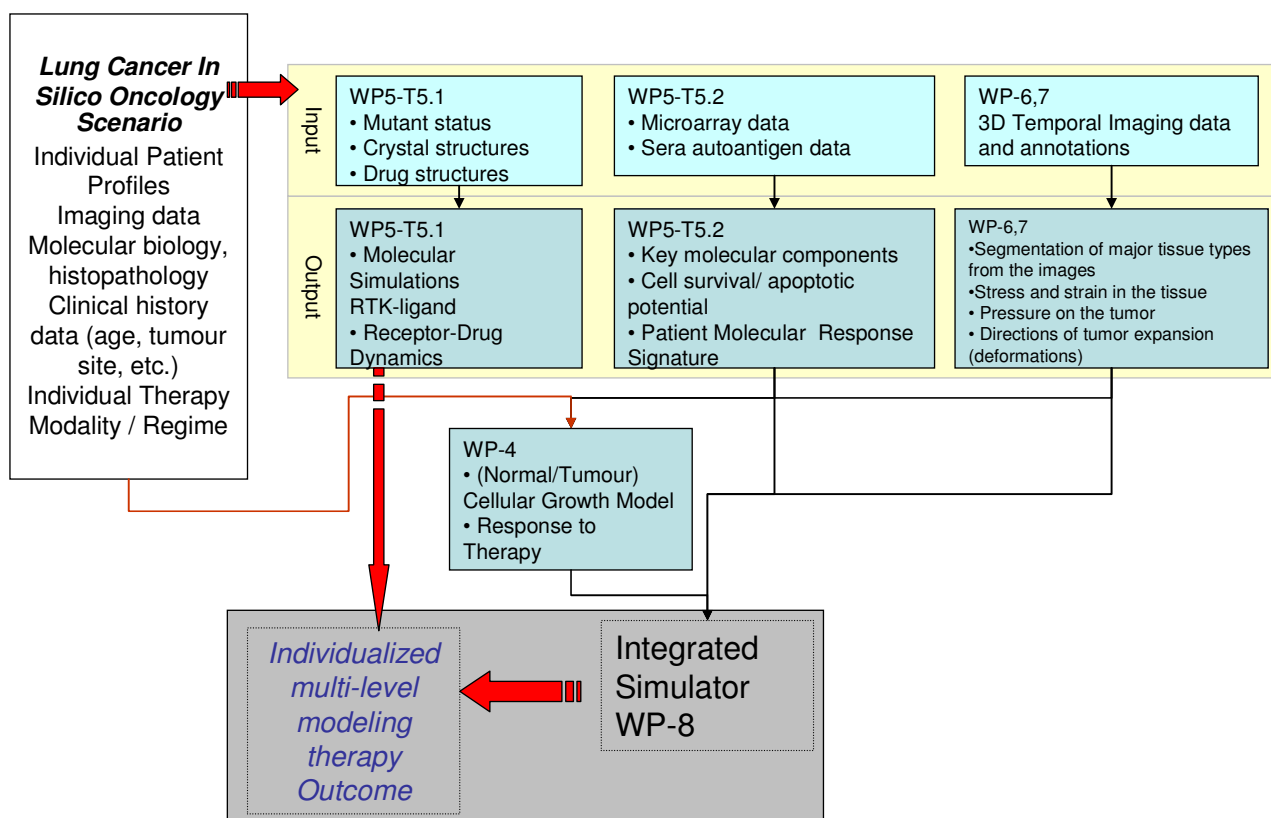 Lung Cancer In
Silico Oncology
Scenario
Individual Patient
Profiles
Imaging data
Molecular biology,
histopathology
Clinical history
data (age, tumour
site, etc.)
Individual Therapy
Modality / Regime
Input
WP5-T5.1
• Mutant status
• Crystal structures
• Drug structures
WP5-T5.2
• Microarray data
• Sera autoantigen data
WP-6,7
3D Temporal Imaging data
and annotations
Output
WP5-T5.1
• Molecular
Simulations
RTK-ligand
• Receptor-Drug
Dynamics
WP5-T5.2
• Key molecular components
• Cell survival/ apoptotic
potential
• Patient Molecular Response
Signature
WP-6,7
•Segmentation of major tissue types
from the images
•Stress and strain in the tissue
• Pressure on the tumor
• Directions of tumor expansion
(deformations)
WP-4
• (Normal/Tumour)
Cellular Growth Model
• Response to
Therapy
Individualized
multi-level
modeling
therapy
Outcome
Integrated
Simulator
WP-8